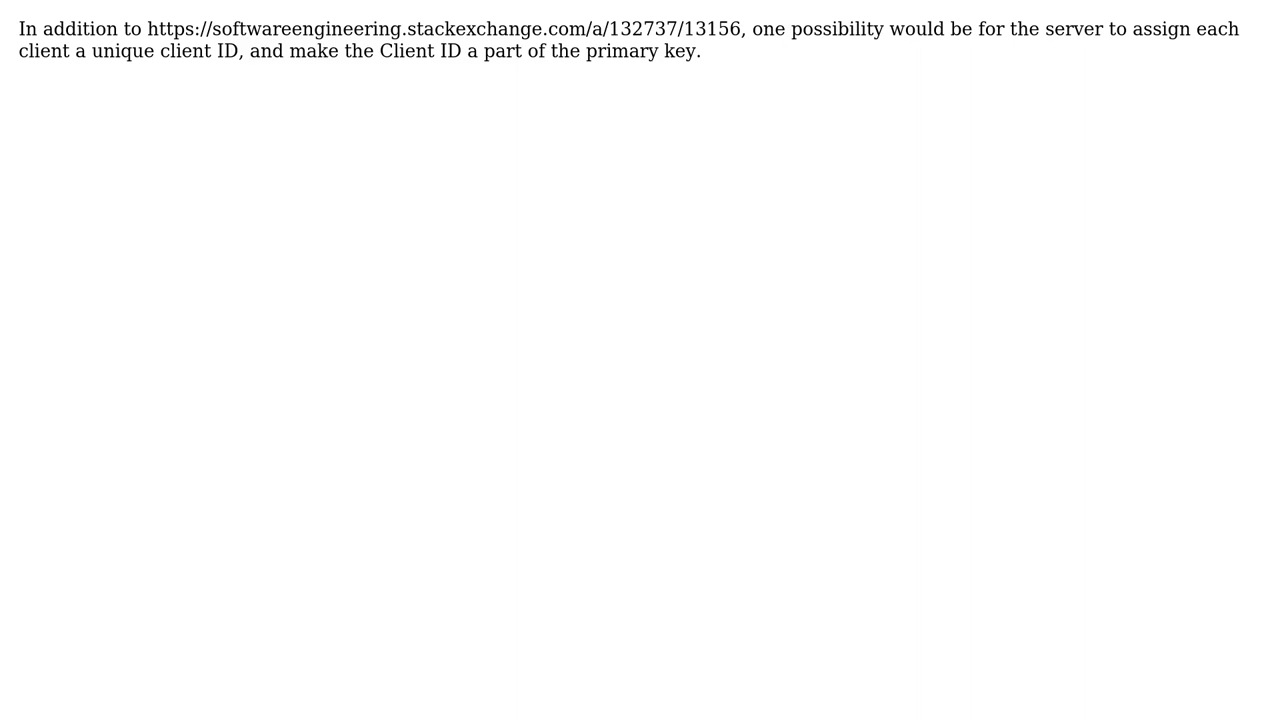 In addition to https://softwareengineering.stackexchange.com/a/132737/13156, one possibility would be for the server to assign each
client a unique client ID, and make the Client ID a part of the primary key.